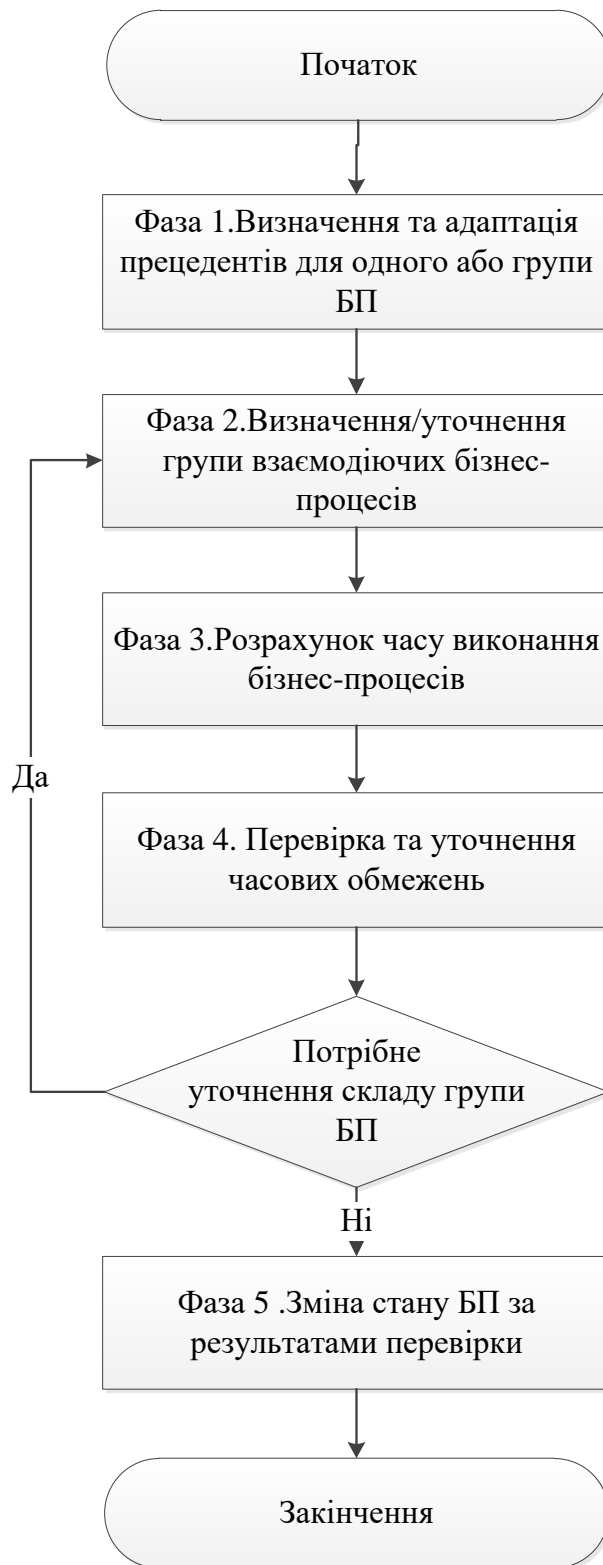 Початок
Фаза 1.Визначення та адаптація
прецедентів для одного або групи
БП
Фаза 2.Визначення/уточнення
групи взаємодіючих бізнес-
процесів
Фаза 3.Розрахунок часу виконання
бізнес-процесів
Да
Фаза 4. Перевірка та уточнення
часових обмежень
Потрібне
уточнення складу групи
БП
Ні
Фаза 5 .Зміна стану БП за
результатами перевірки
Закінчення